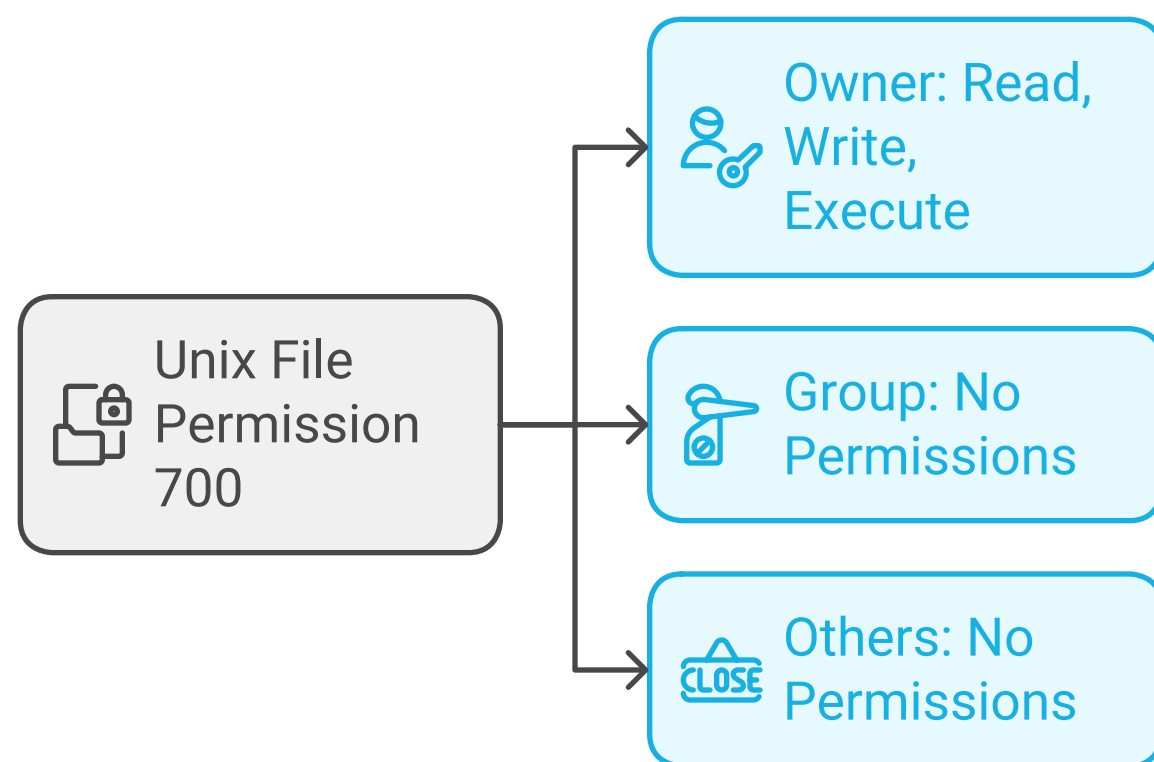 Unix File
Permission
700
Owner: Read,
Write,
Execute
Group: No
Permissions
Others: No
Permissions
CLOSE